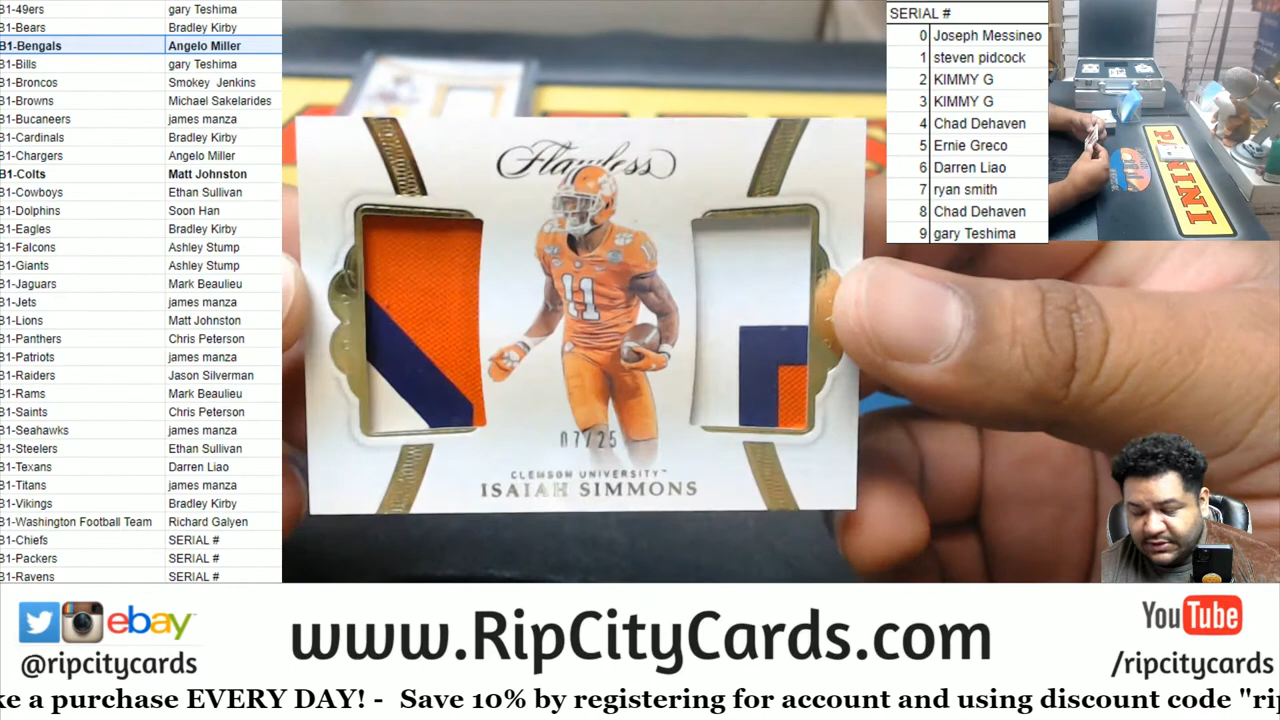 B1-49ers gary Teshima
B1-Bears Bradley Kirby
B1-Bengals Angelo Miller
B1-Bills gary Teshima
B1-Broncos Smokey Jenkins
B1-Browns Michael Sakelarides
B1-Bucaneers james manza
B1-Cardinals Bradley Kirby
B1-Chargers Angelo Miller
B1-Colts Matt Johnston
B1-Cowboys Ethan Sullivan
B1-Dolphins Soon Han
B1-Eagles Bradley Kirby
B1-Falcons Ashley Stump
B1-Giants Ashley Stump
B1-Jaguars Mark Beaulieu
B1-Jets james manza
B1-Lions Matt Johnston
B1-Panthers Chris Peterson
B1-Patriots james manza
B1-Raiders Jason Silverman
B1-Rams Mark Beaulieu
B1-Saints Chris Peterson
B1-Seahawks james manza
B1-Steelers Ethan Sullivan
B1-Texans Darren Liao
B1-Titans james manza
B1-Vikings Bradley Kirby
B1-Washington Football Team Richard Galyen
B1-Chiefs SERIAL #
B1-Packers SERIAL #
B1-Ravens SERIAL #
Flawless
11
07/25
CLEMSON UNIVERSITY™
ISAIAH SIMMONS
SERIAL #
0 Joseph Messineo
1 steven pidcock
2 KIMMY G
3 KIMMY G
4 Chad Dehaven
5 Ernie Greco
6 Darren Liao
7 ryan smith
8 Chad Dehaven
9 gary Teshima
PANINI
ebay™
@ripcitycards
www.RipCityCards.com
YouTube
/ripcitycards
ke a purchase EVERY DAY! - Save 10% by registering for account and using discount code "rip